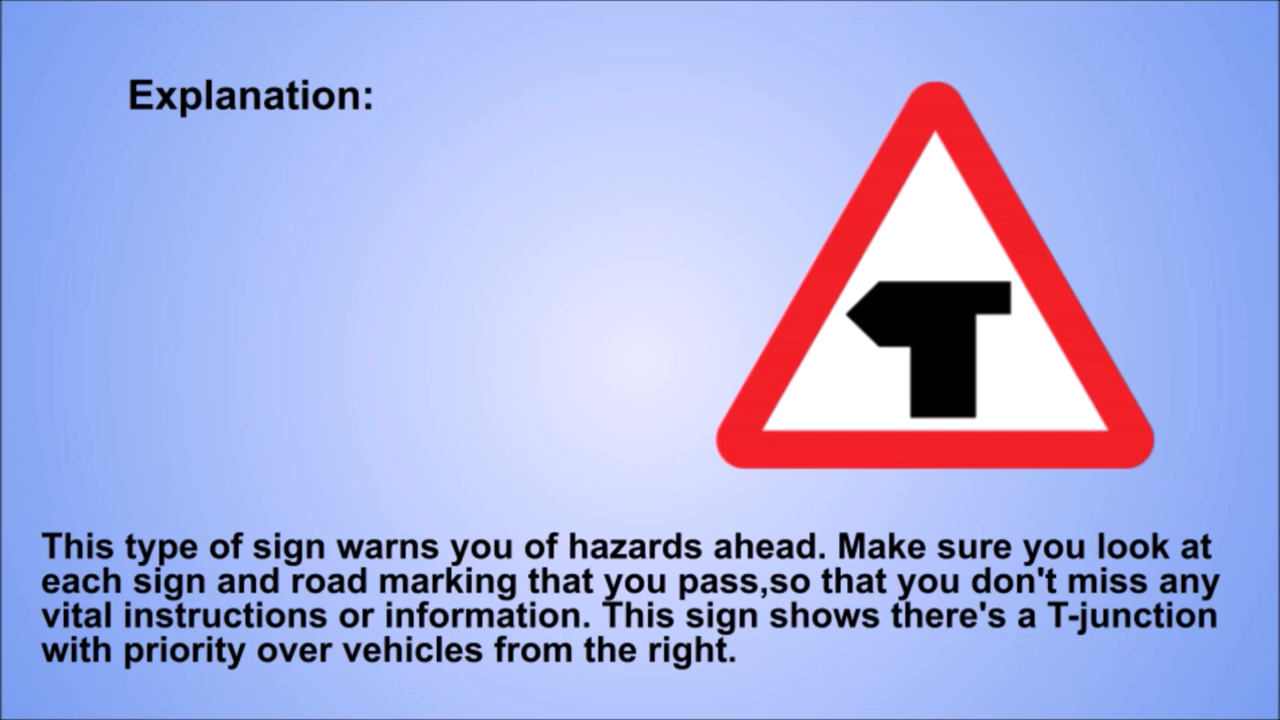 Explanation:
This type of sign warns you of hazards ahead. Make sure you look at
each sign and road marking that you pass,so that you don't miss any
vital instructions or information. This sign shows there's a T-junction
with priority over vehicles from the right.